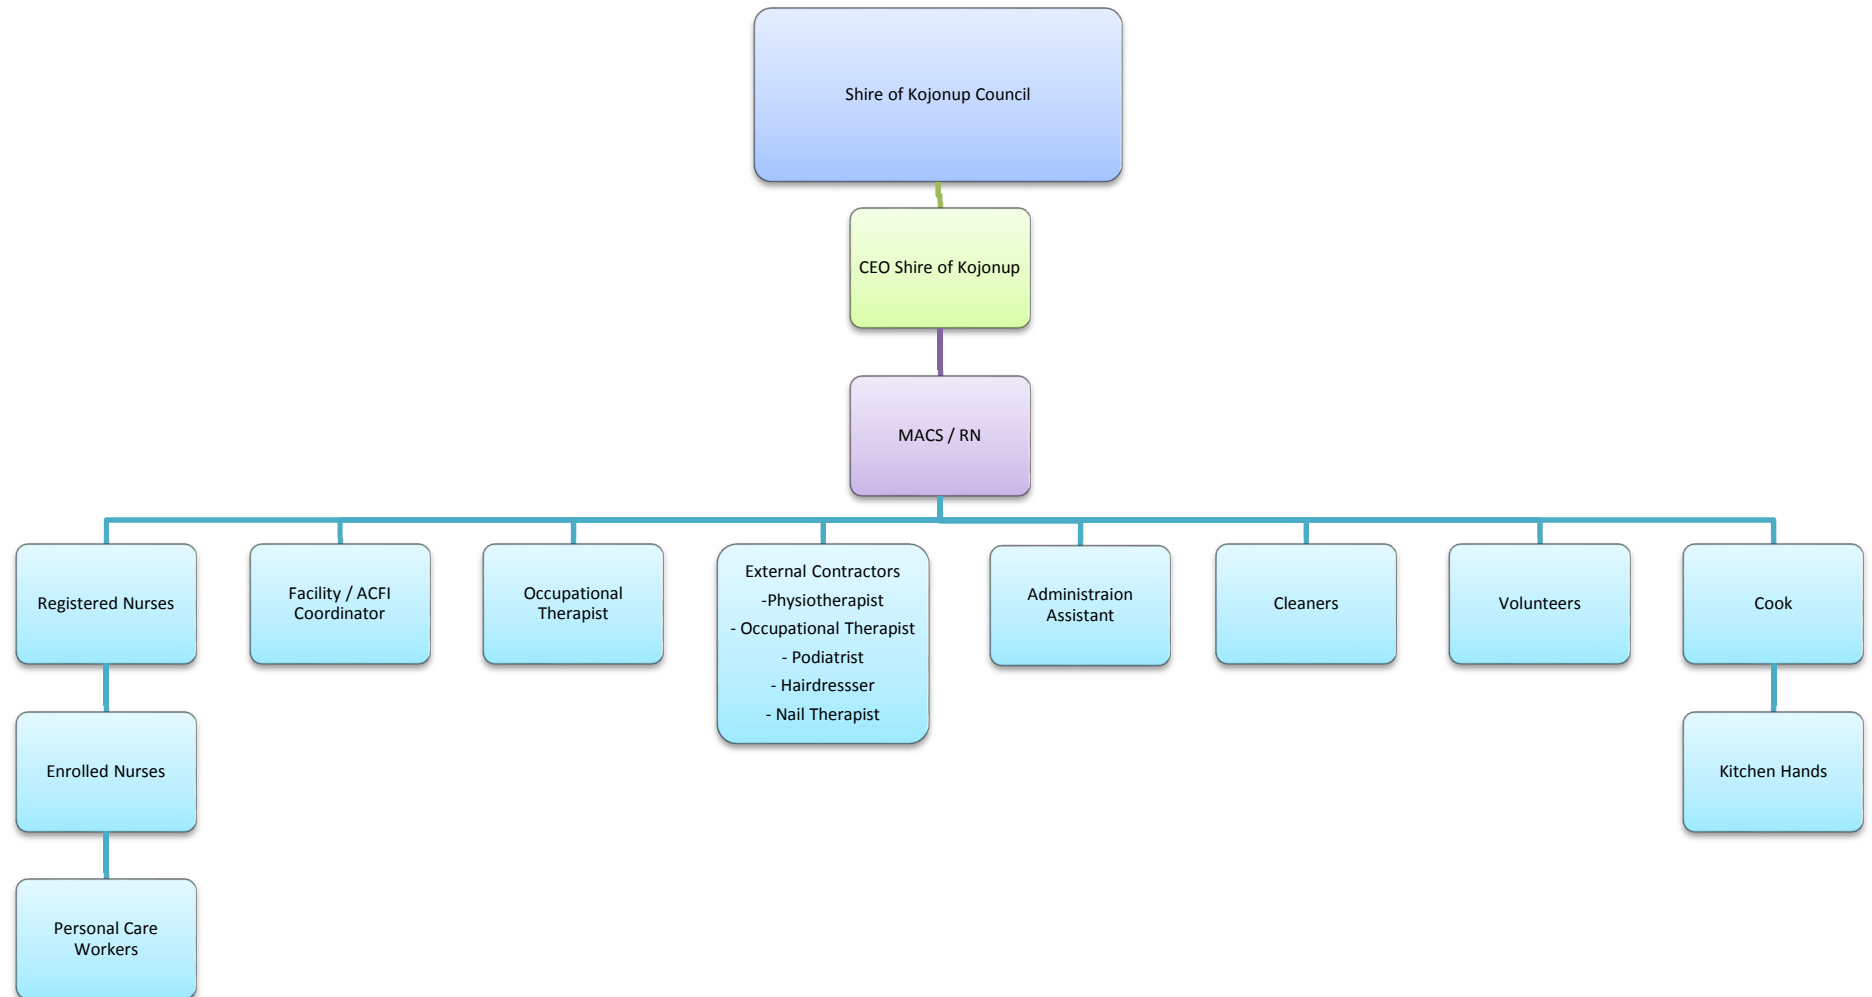 Shire of Kojonup Council
CEO Shire of Kojonup
MACS / RN
Registered Nurses
Facility / ACFI
Coordinator
Occupational
Therapist
External Contractors
-Physiotherapist
- Occupational Therapist
- Podiatrist
- Hairdressser
- Nail Therapist
Administraion
Assistant
Cleaners
Volunteers
Cook
Enrolled Nurses
Kitchen Hands
Personal Care
Workers